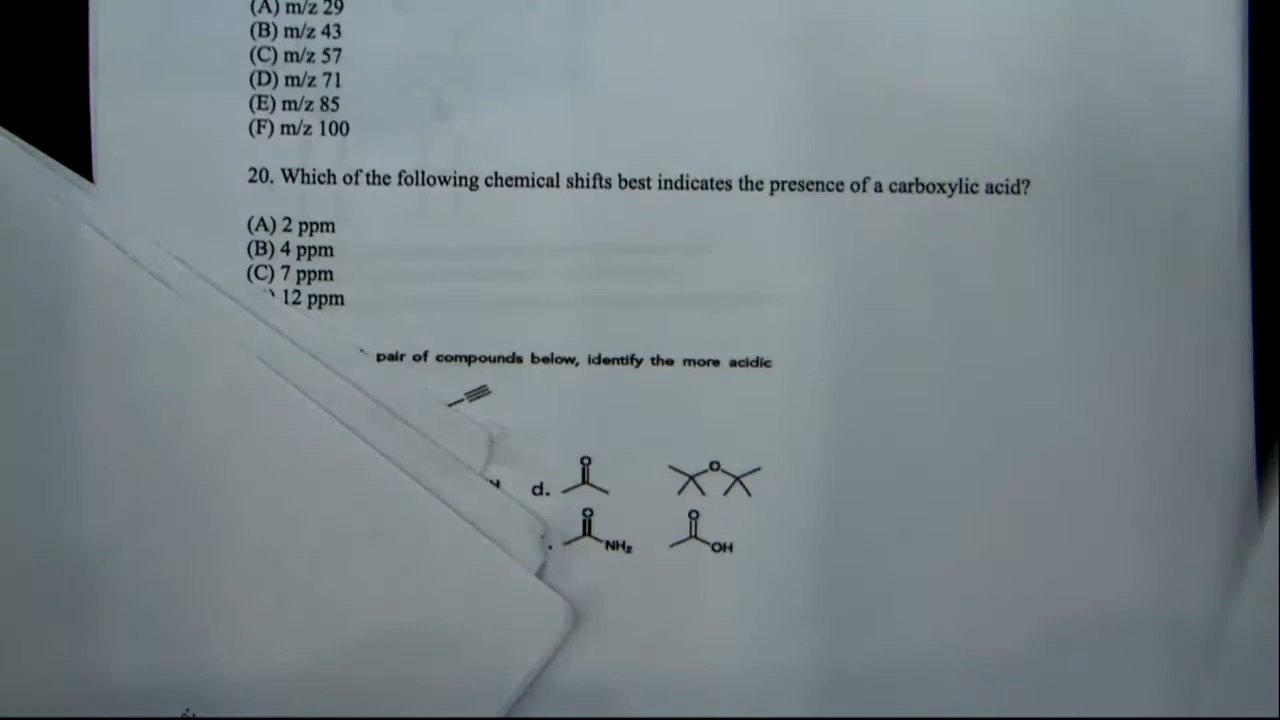 (A) m/z 29
(B) m/z 43
(C) m/z 57
(D) m/z 71
(E) m/z 85
(F) m/z 100
20. Which of the following chemical shifts best indicates the presence of a carboxylic acid?
(A) 2 ppm
(B) 4 ppm
(C) 7 ppm
12 ppm
pair of compounds below, identify the more acidic
d.
O
O
O
NH₂
O
OH